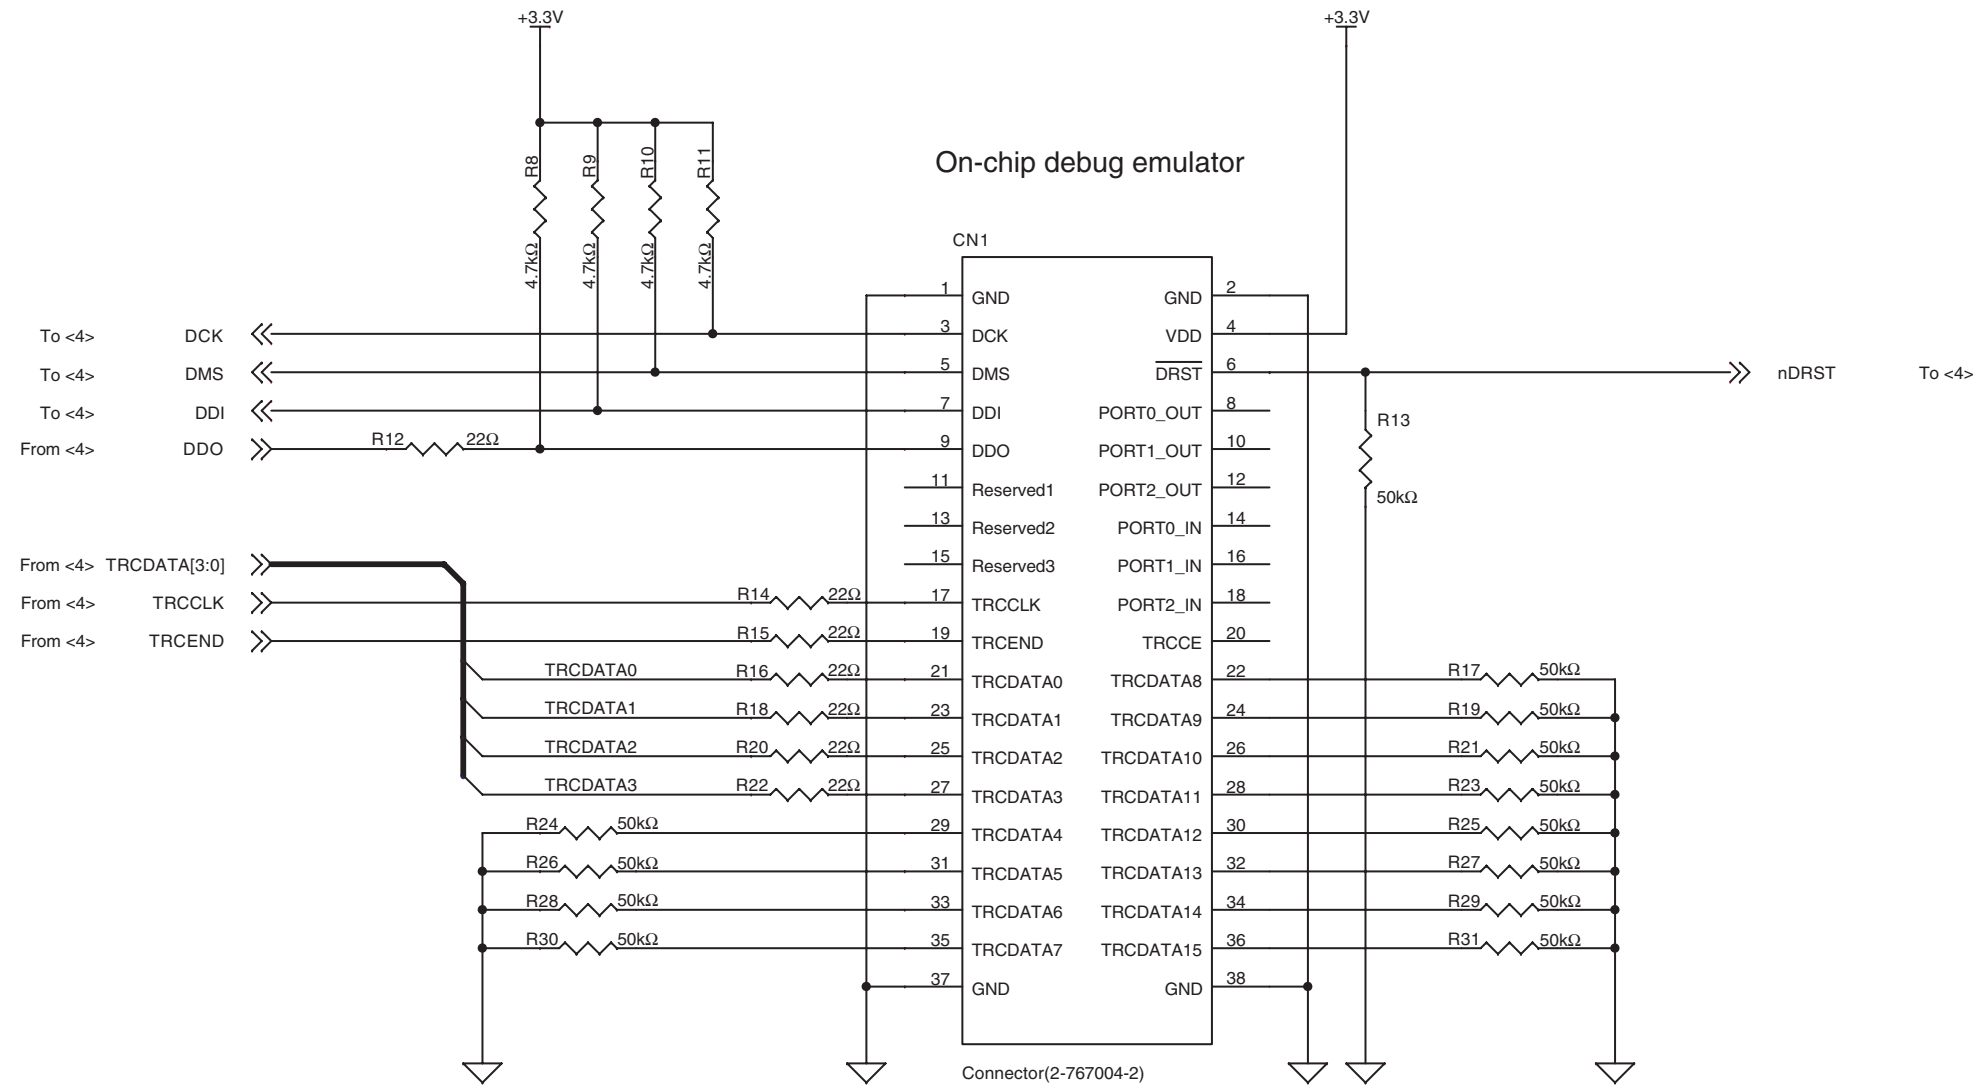 +3.3V
+3.3V
R8
R9
R10
R11
4.7kΩ
4.7kΩ
4.7kΩ
4.7kΩ
On-chip debug emulator
CN1
1 GND GND 2
To <4> DCK 3 DCK VDD 4
To <4> DMS 5 DMS DRST 6 nDRST To <4>
To <4> DDI 7 DDI PORT0_OUT 8
R13
50kΩ
From <4> DDO R12 22Ω 9 DDO PORT1_OUT 10
11 Reserved1 PORT2_OUT 12
13 Reserved2 PORT0_IN 14
From <4> TRCDATA[3:0] 15 Reserved3 PORT1_IN 16
From <4> TRCCLK R14 22Ω 17 TRCCLK PORT2_IN 18
From <4> TRCEND R15 22Ω 19 TRCEND TRCCE 20
TRCDATA0 R16 22Ω 21 TRCDATA0 TRCDATA8 22 R17 50kΩ
TRCDATA1 R18 22Ω 23 TRCDATA1 TRCDATA9 24 R19 50kΩ
TRCDATA2 R20 22Ω 25 TRCDATA2 TRCDATA10 26 R21 50kΩ
TRCDATA3 R22 22Ω 27 TRCDATA3 TRCDATA11 28 R23 50kΩ
R24 50kΩ 29 TRCDATA4 TRCDATA12 30 R25 50kΩ
R26 50kΩ 31 TRCDATA5 TRCDATA13 32 R27 50kΩ
R28 50kΩ 33 TRCDATA6 TRCDATA14 34 R29 50kΩ
R30 50kΩ 35 TRCDATA7 TRCDATA15 36 R31 50kΩ
37 GND GND 38
Connector(2-767004-2)